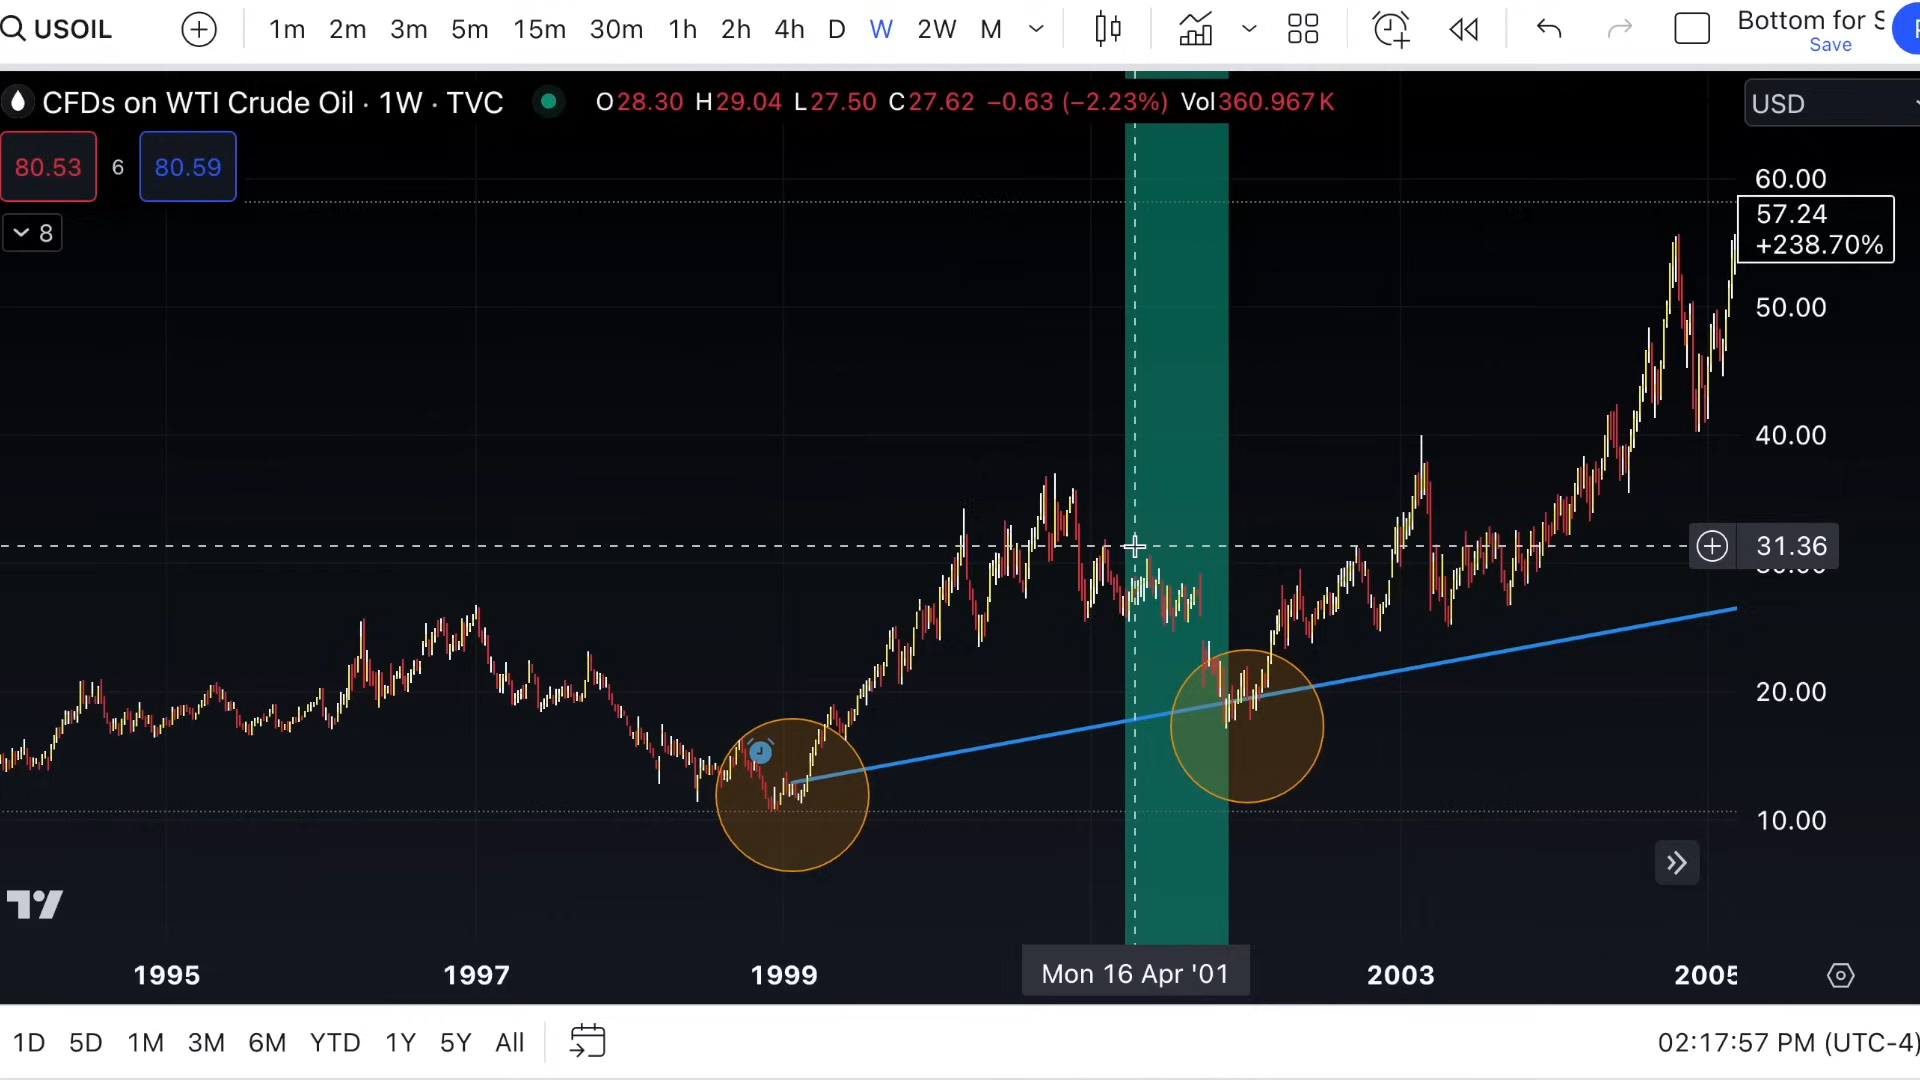 USOIL 1m 2m 3m 5m 15m 30m 1h 2h 4h D W 2W M Bottom for S
Save
CFDs on WTI Crude Oil · 1W · TVC O28.30 H29.04 L27.50 C27.62 −0.63 (−2.23%) Vol360.967K USD
80.53 6 80.59
8
60.00
57.24
+238.70%
50.00
40.00
31.36
20.00
10.00
1995 1997 1999 Mon 16 Apr '01 2003 2005
1D 5D 1M 3M 6M YTD 1Y 5Y All 02:17:57 PM (UTC-4)